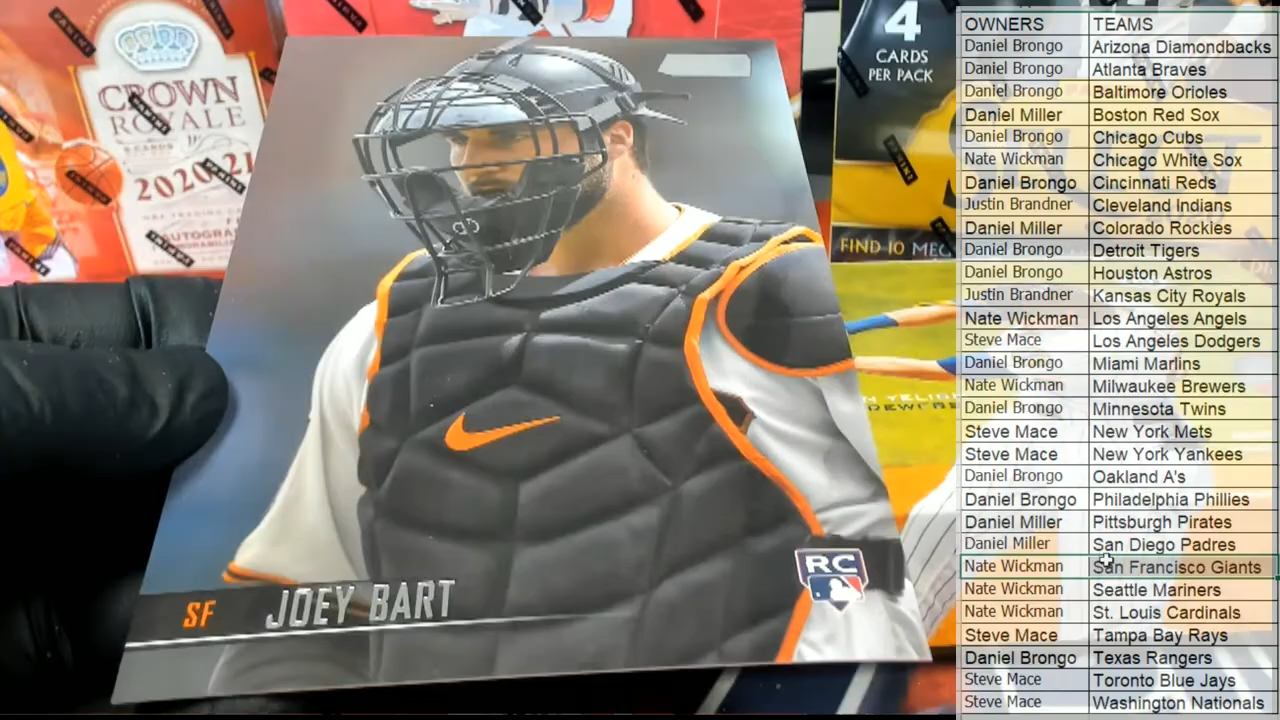 CROWN
ROYALE
2020-21
4
CARDS
PER PACK
FIND 10 MEG
SF JOEY BART
RC
OWNERS TEAMS
Daniel Brongo Arizona Diamondbacks
Daniel Brongo Atlanta Braves
Daniel Brongo Baltimore Orioles
Daniel Miller Boston Red Sox
Daniel Brongo Chicago Cubs
Nate Wickman Chicago White Sox
Daniel Brongo Cincinnati Reds
Justin Brandner Cleveland Indians
Daniel Miller Colorado Rockies
Daniel Brongo Detroit Tigers
Daniel Brongo Houston Astros
Justin Brandner Kansas City Royals
Nate Wickman Los Angeles Angels
Steve Mace Los Angeles Dodgers
Daniel Brongo Miami Marlins
Nate Wickman Milwaukee Brewers
Daniel Brongo Minnesota Twins
Steve Mace New York Mets
Steve Mace New York Yankees
Daniel Brongo Oakland A's
Daniel Brongo Philadelphia Phillies
Daniel Miller Pittsburgh Pirates
Daniel Miller San Diego Padres
Nate Wickman San Francisco Giants
Nate Wickman Seattle Mariners
Nate Wickman St. Louis Cardinals
Steve Mace Tampa Bay Rays
Daniel Brongo Texas Rangers
Steve Mace Toronto Blue Jays
Steve Mace Washington Nationals